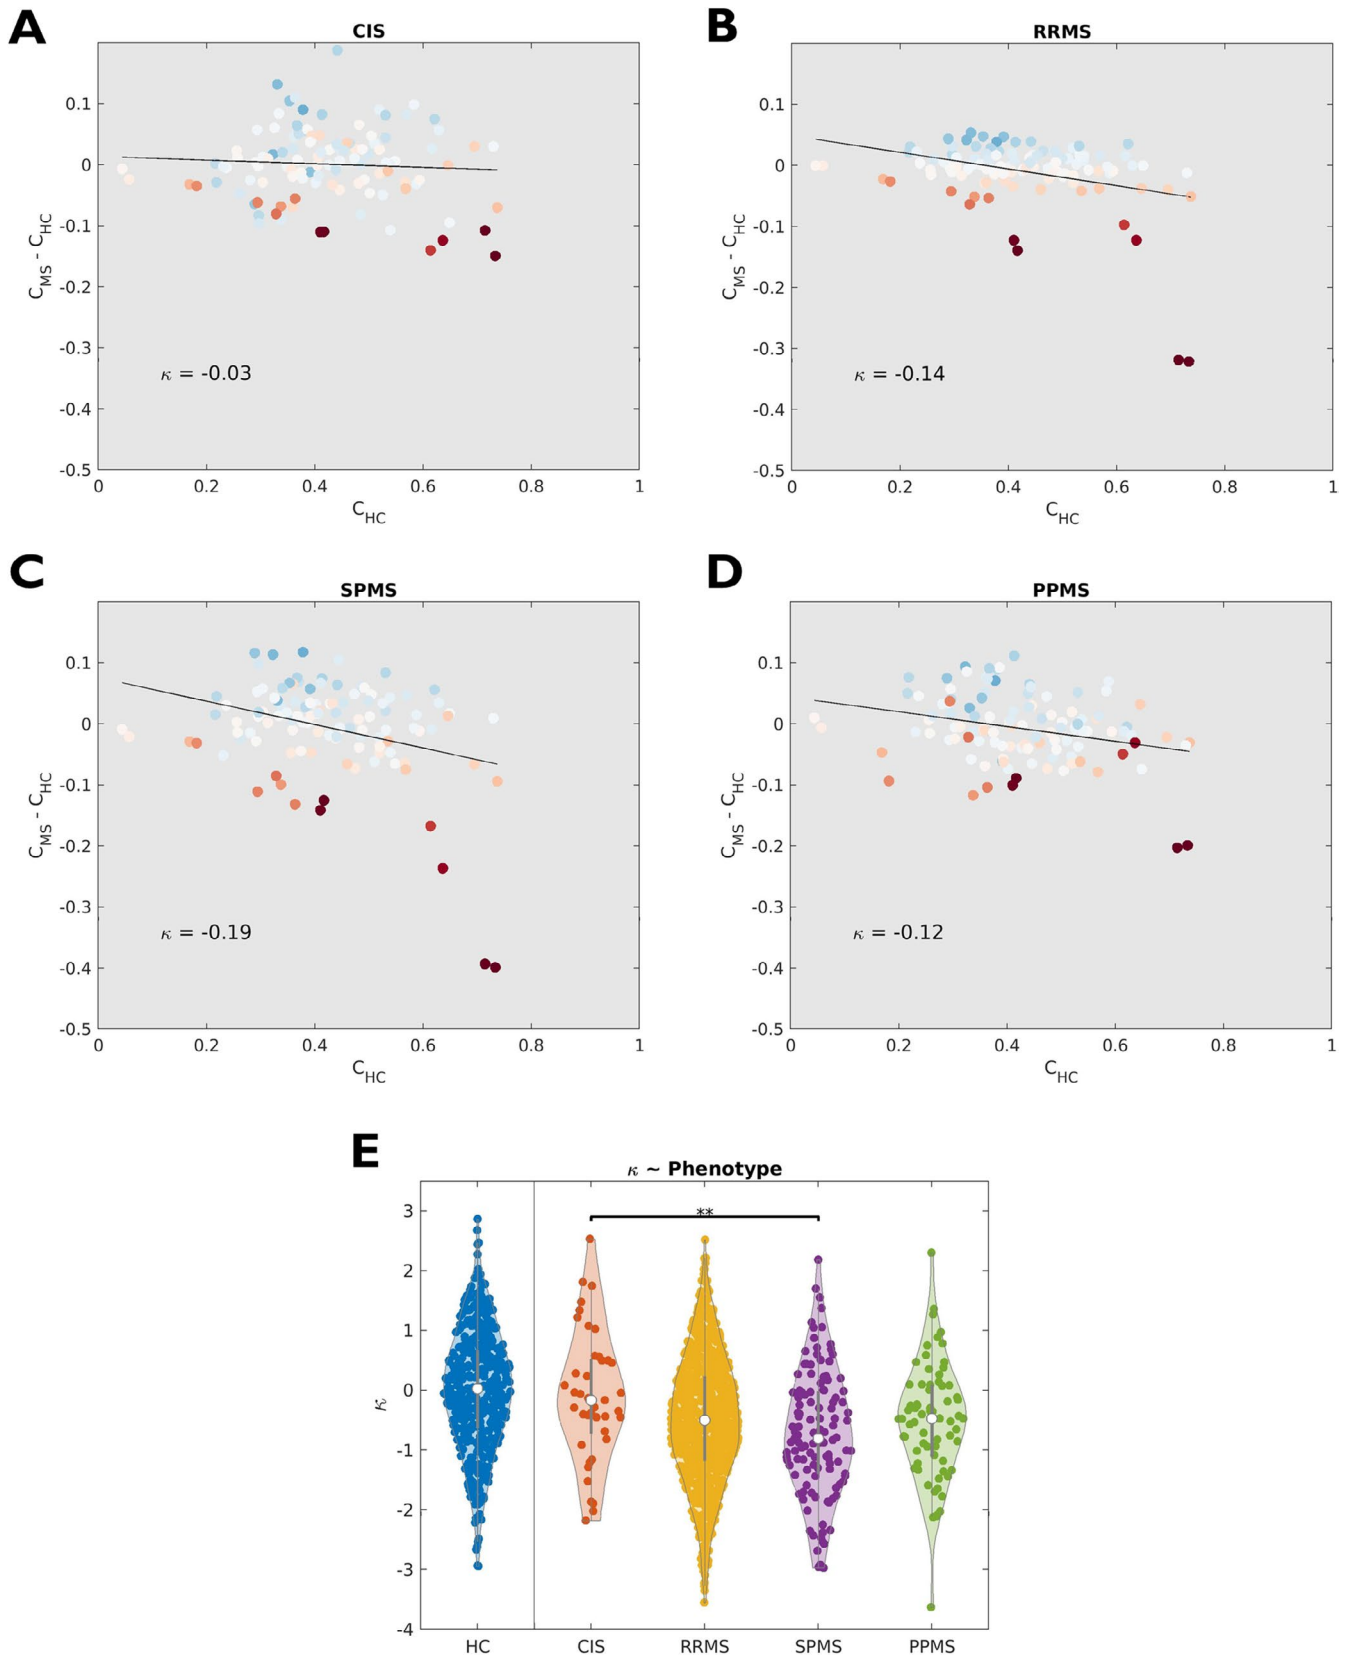 A
CIS
0.1
0
-0.1
-0.2
-0.3
-0.4
-0.5
C_MS - C_HC
κ = -0.03
0 0.2 0.4 0.6 0.8 1
C_HC
B
RRMS
0.1
0
-0.1
-0.2
-0.3
-0.4
-0.5
C_MS - C_HC
κ = -0.14
0 0.2 0.4 0.6 0.8 1
C_HC
C
SPMS
0.1
0
-0.1
-0.2
-0.3
-0.4
-0.5
C_MS - C_HC
κ = -0.19
0 0.2 0.4 0.6 0.8 1
C_HC
D
PPMS
0.1
0
-0.1
-0.2
-0.3
-0.4
-0.5
C_MS - C_HC
κ = -0.12
0 0.2 0.4 0.6 0.8 1
C_HC
E
κ ~ Phenotype
**
3
2
1
0
-1
-2
-3
-4
κ
HC CIS RRMS SPMS PPMS